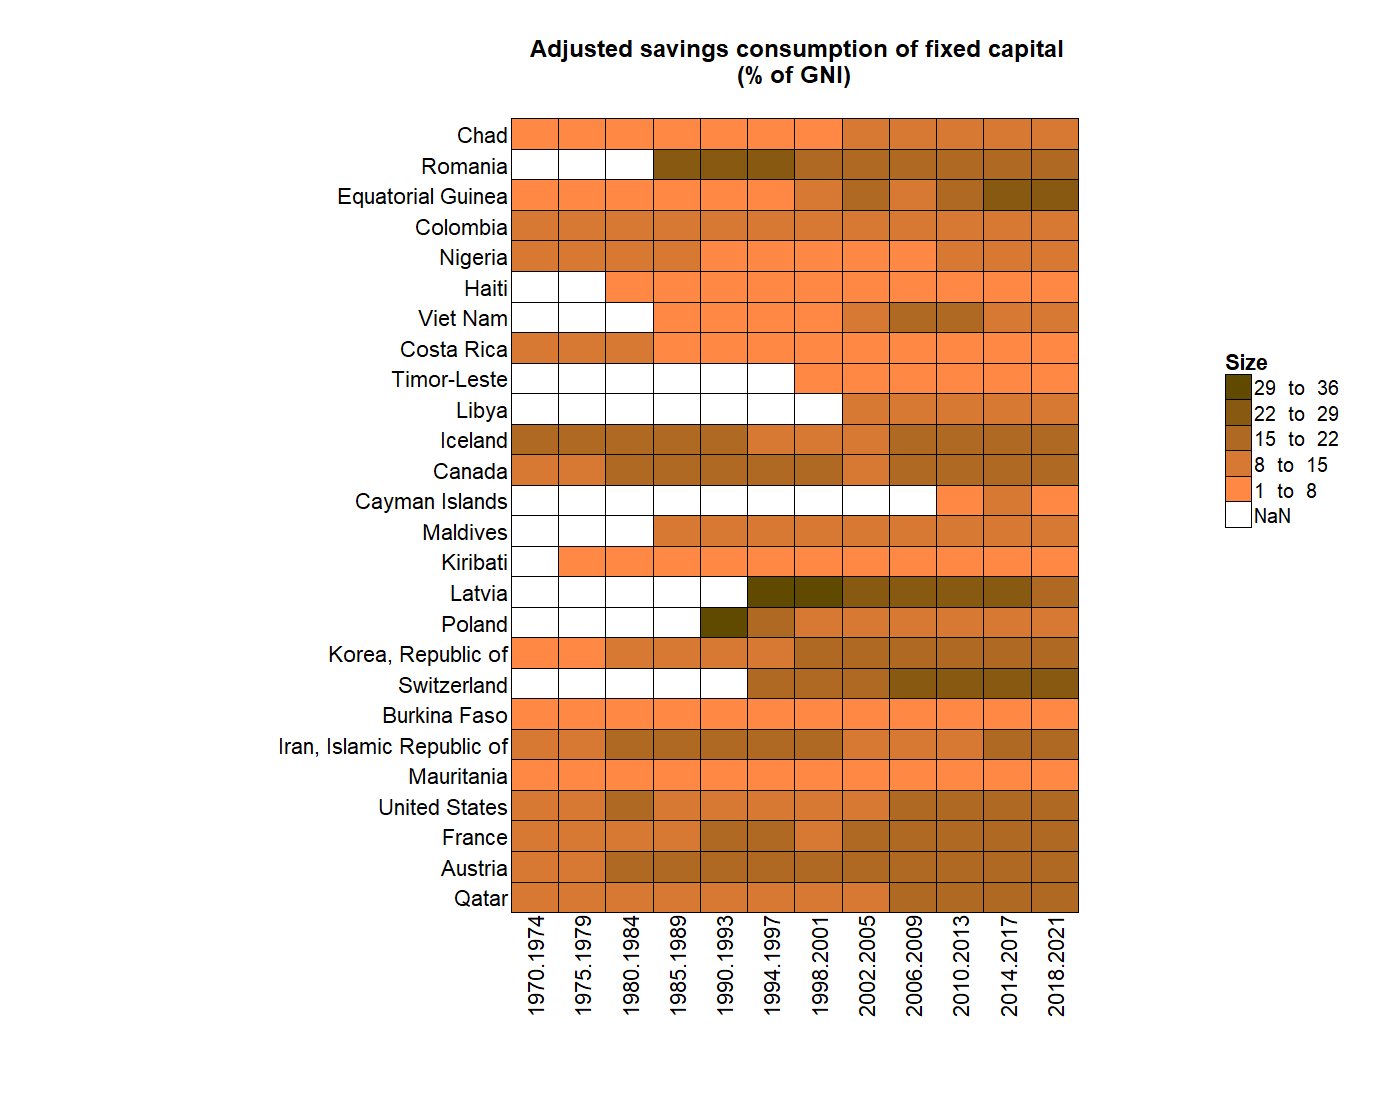 Adjusted savings consumption of fixed capital
(% of GNI)
Chad
Romania
Equatorial Guinea
Colombia
Nigeria
Haiti
Viet Nam
Costa Rica
Timor-Leste
Libya
Iceland
Canada
Cayman Islands
Maldives
Kiribati
Latvia
Poland
Korea, Republic of
Switzerland
Burkina Faso
Iran, Islamic Republic of
Mauritania
United States
France
Austria
Qatar
1970.1974
1975.1979
1980.1984
1985.1989
1990.1993
1994.1997
1998.2001
2002.2005
2006.2009
2010.2013
2014.2017
2018.2021
Size
29 to 36
22 to 29
15 to 22
8 to 15
1 to 8
NaN